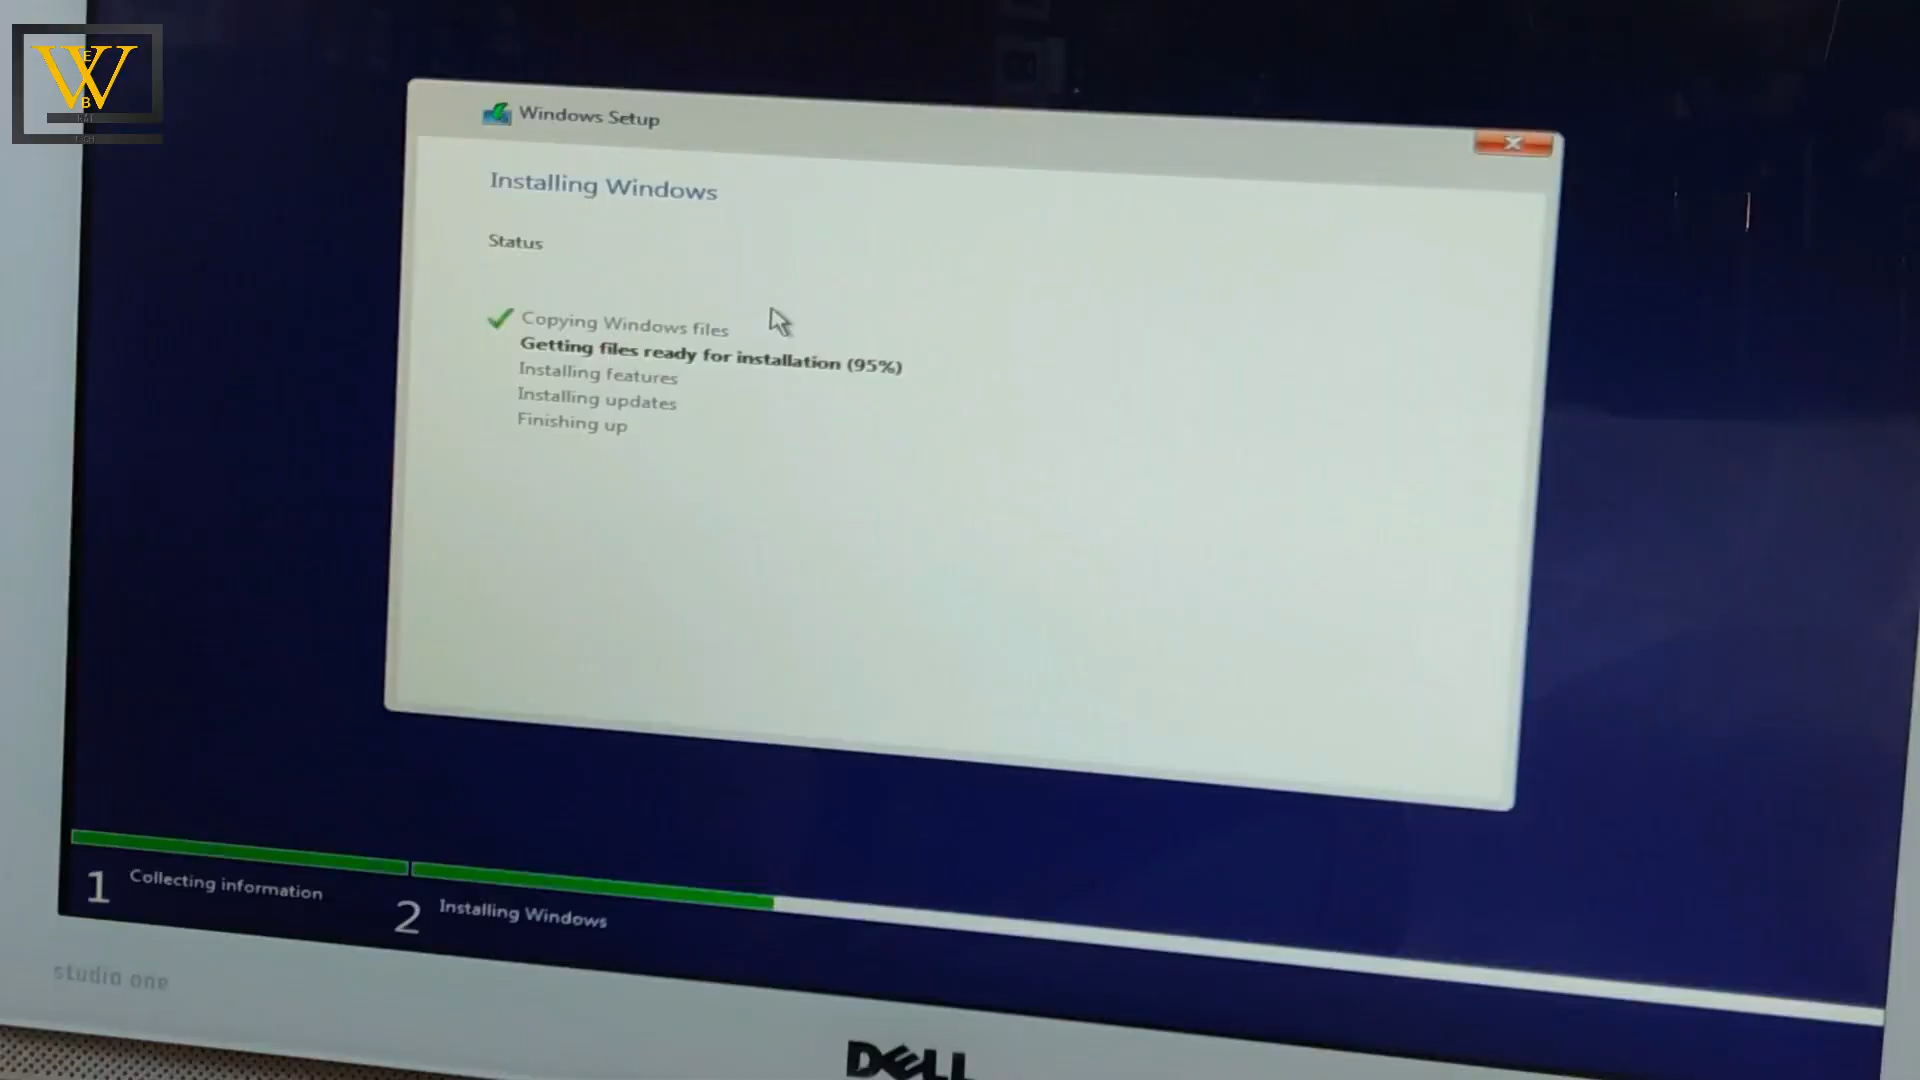 WEB
Windows Setup
Installing Windows
Status
Copying Windows files
Getting files ready for installation (95%)
Installing features
Installing updates
Finishing up
1 Collecting information
2 Installing Windows
studio one
DELL